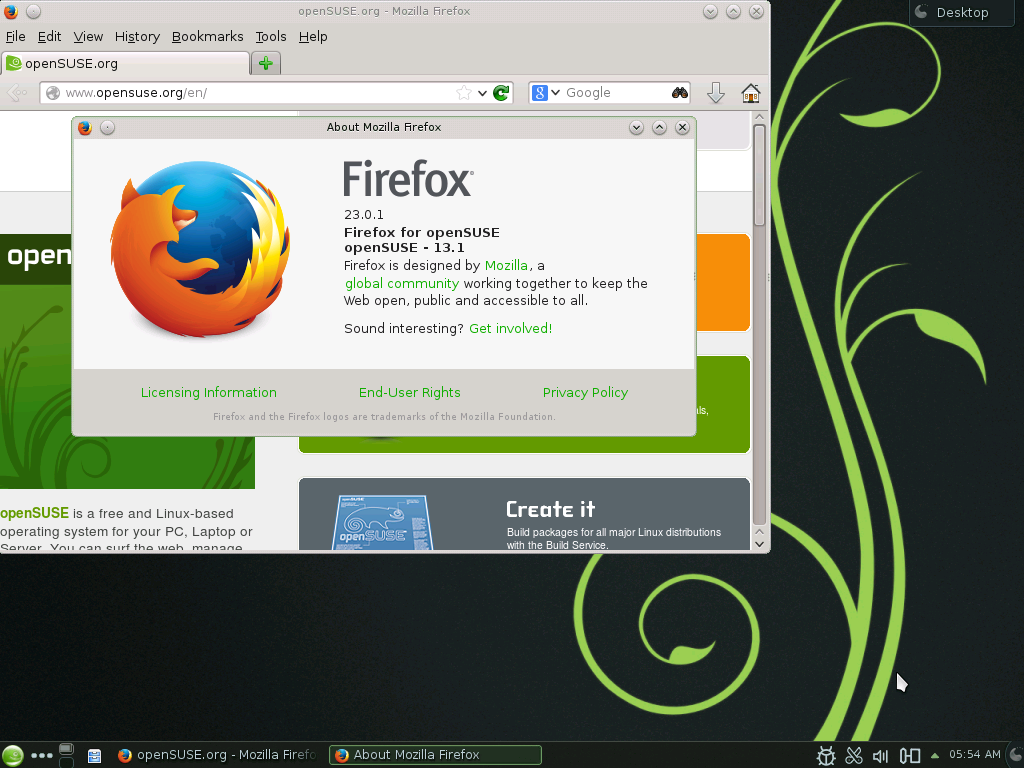 openSUSE.org - Mozilla Firefox
Desktop
File Edit View History Bookmarks Tools Help
openSUSE.org
www.opensuse.org/en/
Google
About Mozilla Firefox
Firefox
23.0.1
Firefox for openSUSE
openSUSE - 13.1
Firefox is designed by Mozilla, a
global community working together to keep the
Web open, public and accessible to all.
Sound interesting? Get involved!
Licensing Information End-User Rights Privacy Policy
Firefox and the Firefox logos are trademarks of the Mozilla Foundation.
open
als,
openSUSE
Create it
Build packages for all major Linux distributions
with the Build Service.
openSUSE is a free and Linux-based
operating system for your PC, Laptop or
Server. You can surf the web, manage
openSUSE.org - Mozilla Firefo
About Mozilla Firefox
05:54 AM